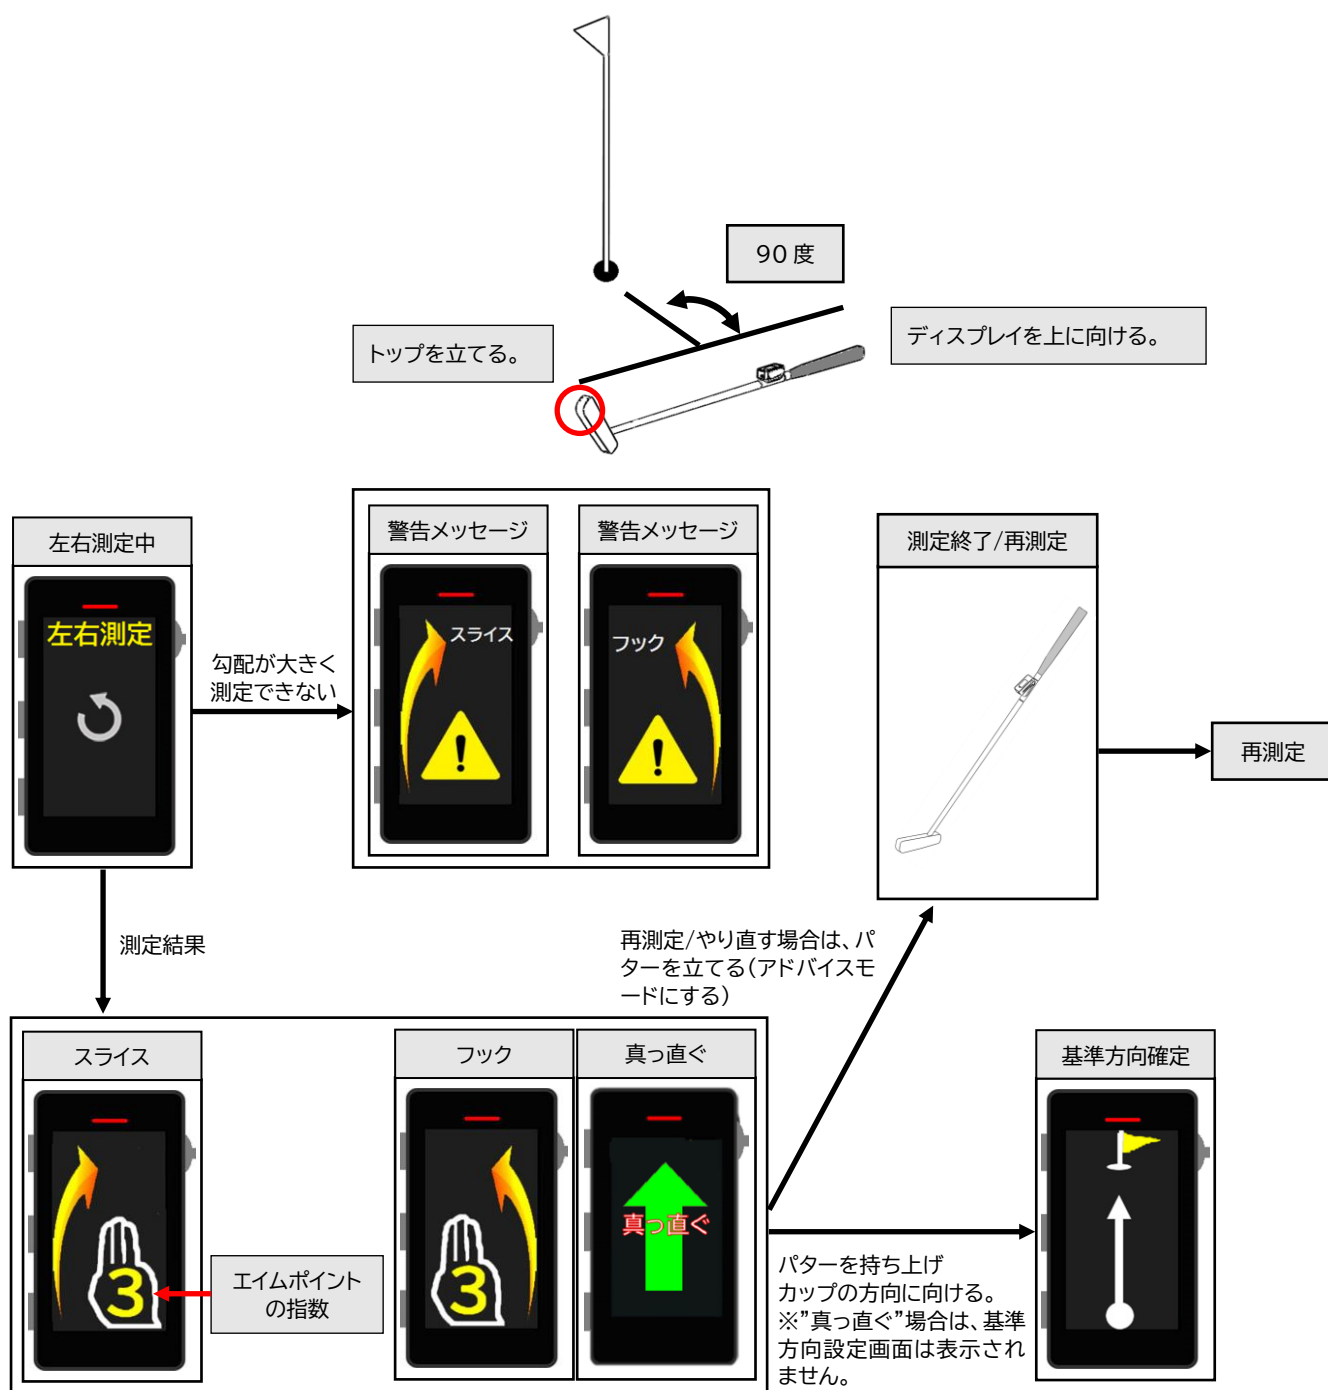 90度
トップを立てる。
ディスプレイを上に向ける。
左右測定中
左右測定
勾配が大きく
測定できない
警告メッセージ
スライス
警告メッセージ
フック
測定終了/再測定
再測定
測定結果
再測定/やり直す場合は、パ
ターを立てる(アドバイスモ
ードにする)
スライス
3
エイムポイント
の指数
フック
3
真っ直ぐ
真っ直ぐ
パターを持ち上げ
カップの方向に向ける。
※”真っ直ぐ”場合は、基準
方向設定画面は表示され
ません。
基準方向確定